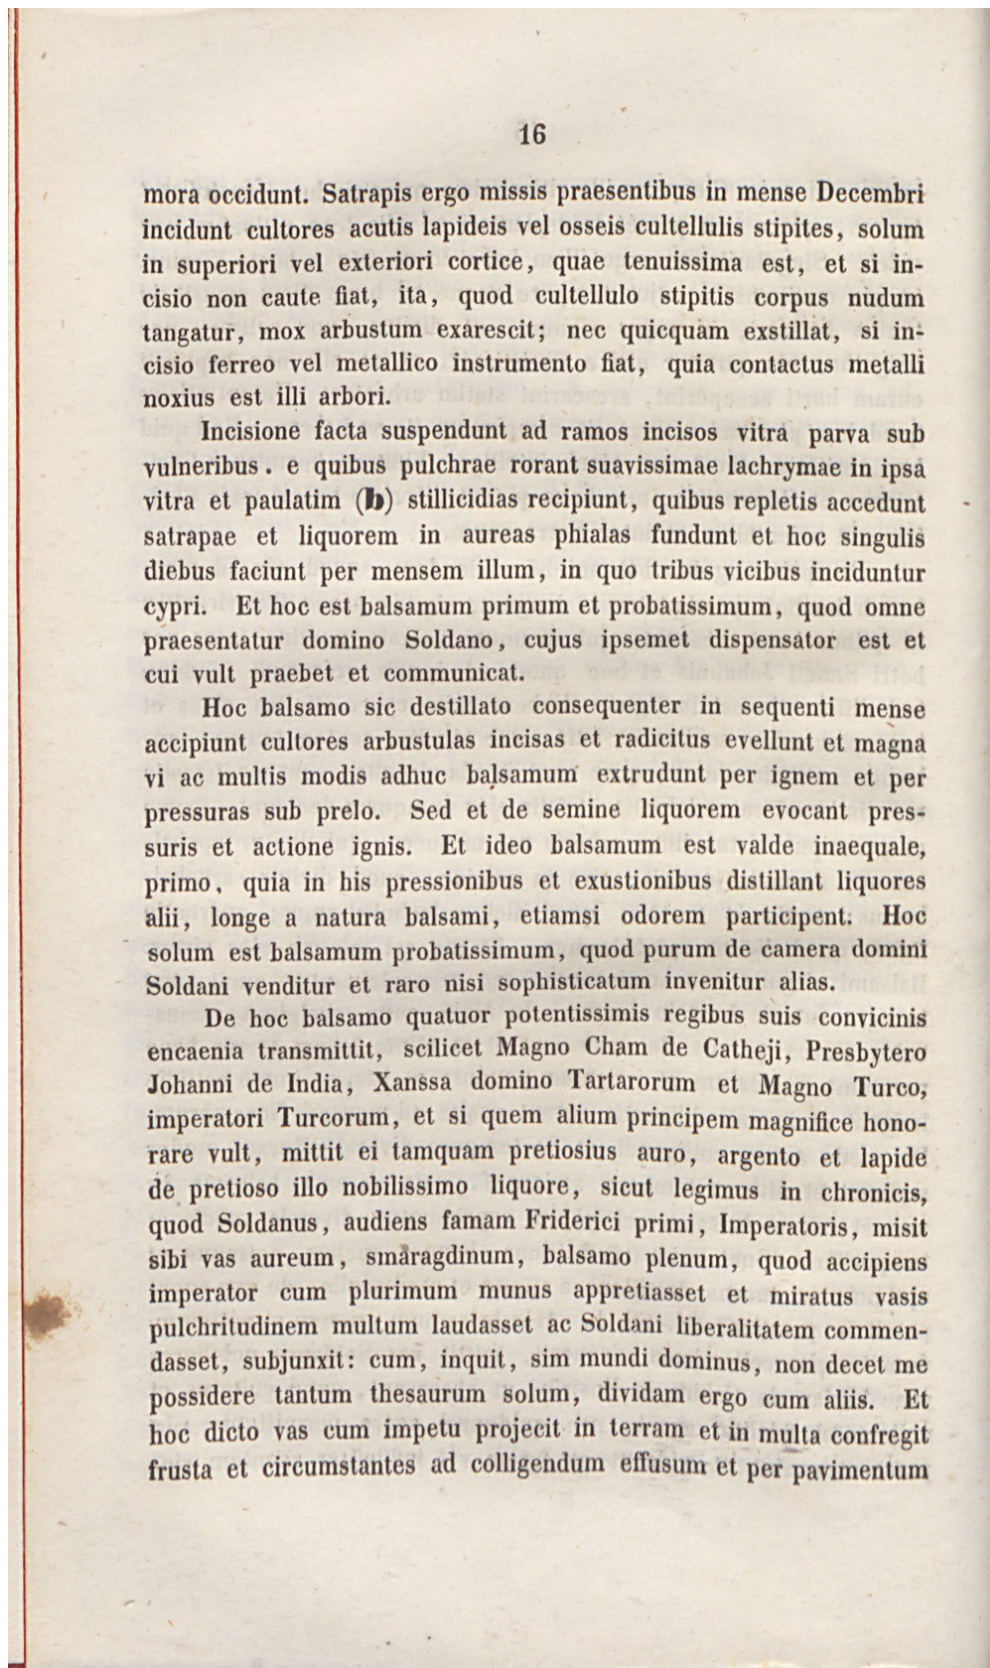 16
mora occidunt. Satrapis ergo missis praesentibus in mense Decembri
incidunt cultores acutis lapideis vel osseis cultellulis stipites, solum
in superiori vel exteriori cortice, quae tenuissima est, et si in-
cisio non caute fiat, ita, quod cultellulo stipitis corpus nudum
tangatur, mox arbustum exarescit; nec quicquam exstillat, si in-
cisio ferreo vel metallico instrumento fiat, quia contactus metalli
noxius est illi arbori.
Incisione facta suspendunt ad ramos incisos vitra parva sub
vulneribus. e quibus pulchrae rorant suavissimae lachrymae in ipsa
vitra et paulatim (b) stillicidias recipiunt, quibus repletis accedunt
satrapae et liquorem in aureas phialas fundunt et hoc singulis
diebus faciunt per mensem illum, in quo tribus vicibus inciduntur
cypri. Et hoc est balsamum primum et probatissimum, quod omne
praesentatur domino Soldano, cujus ipsemet dispensator est et
cui vult praebet et communicat.
Hoc balsamo sic destillato consequenter in sequenti mense
accipiunt cultores arbustulas incisas et radicitus evellunt et magna
vi ac multis modis adhuc balsamum extrudunt per ignem et per
pressuras sub prelo. Sed et de semine liquorem evocant pres-
suris et actione ignis. Et ideo balsamum est valde inaequale,
primo, quia in his pressionibus et exustionibus distillant liquores
alii, longe a natura balsami, etiamsi odorem participent. Hoc
solum est balsamum probatissimum, quod purum de camera domini
Soldani venditur et raro nisi sophisticatum invenitur alias.
De hoc balsamo quatuor potentissimis regibus suis convicinis
encaenia transmittit, scilicet Magno Cham de Catheji, Presbytero
Johanni de India, Xanssa domino Tartarorum et Magno Turco,
imperatori Turcorum, et si quem alium principem magnifice hono-
rare vult, mittit ei tamquam pretiosius auro, argento et lapide
de pretioso illo nobilissimo liquore, sicut legimus in chronicis,
quod Soldanus, audiens famam Friderici primi, Imperatoris, misit
sibi vas aureum, smaragdinum, balsamo plenum, quod accipiens
imperator cum plurimum munus appretiasset et miratus vasis
pulchritudinem multum laudasset ac Soldani liberalitatem commen-
dasset, subjunxit: cum, inquit, sim mundi dominus, non decet me
possidere tantum thesaurum solum, dividam ergo cum aliis. Et
hoc dicto vas cum impetu projecit in terram et in multa confregit
frusta et circumstantes ad colligendum effusum et per pavimentum